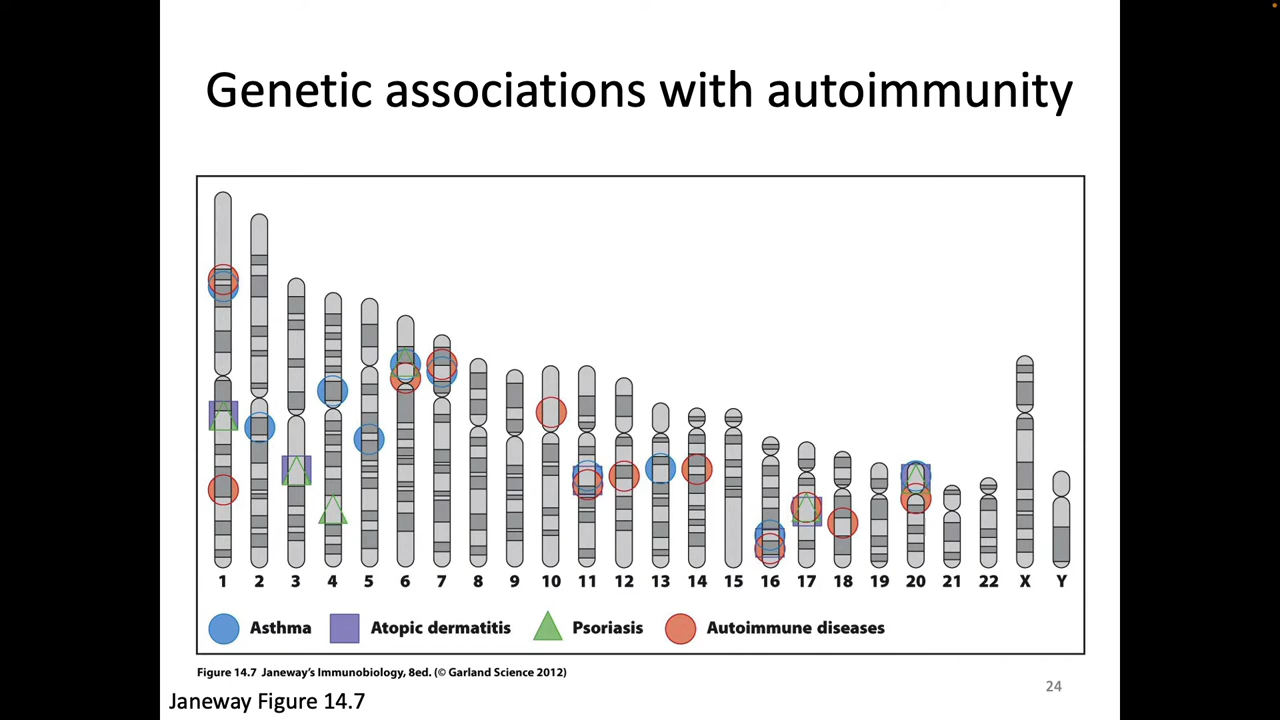 Genetic associations with autoimmunity
1 2 3 4 5 6 7 8 9 10 11 12 13 14 15 16 17 18 19 20 21 22 X Y
Asthma Atopic dermatitis Psoriasis Autoimmune diseases
Figure 14.7 Janeway's Immunobiology, 8ed. (© Garland Science 2012)
24
Janeway Figure 14.7